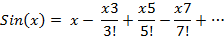 Sin(x) = x - x3/3! + x5/5! - x7/7! + ⋯